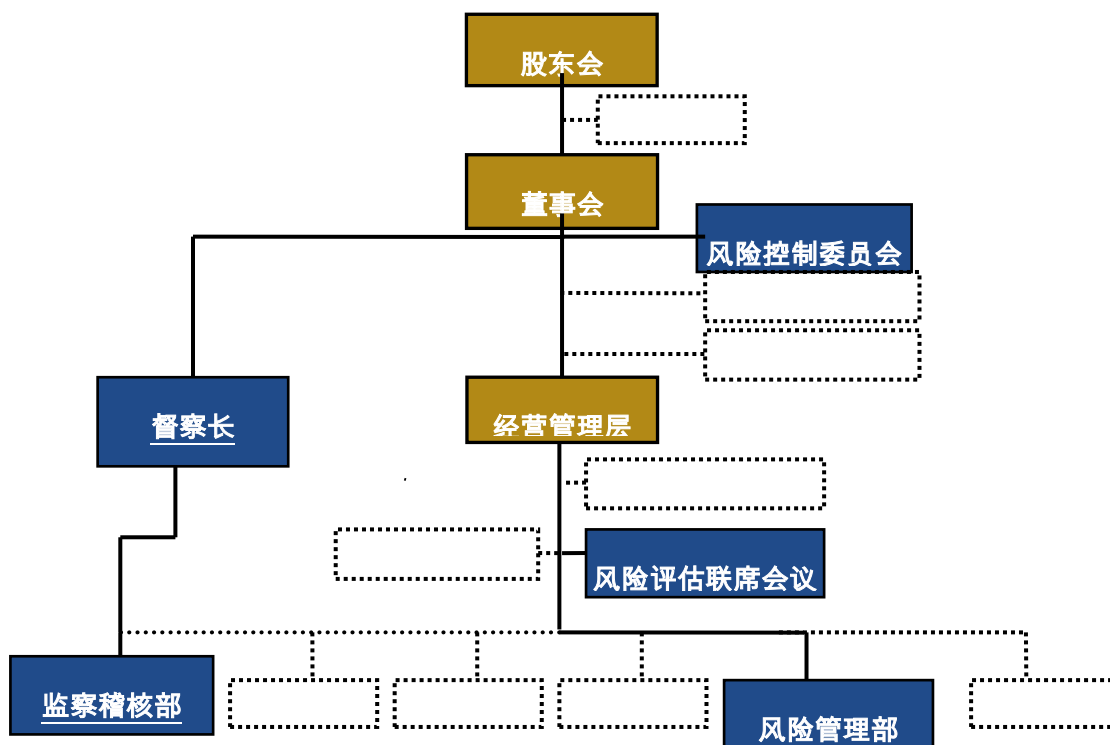 股东会
董事会
风险控制委员会
督察长
经营管理层
风险评估联席会议
监察稽核部
风险管理部